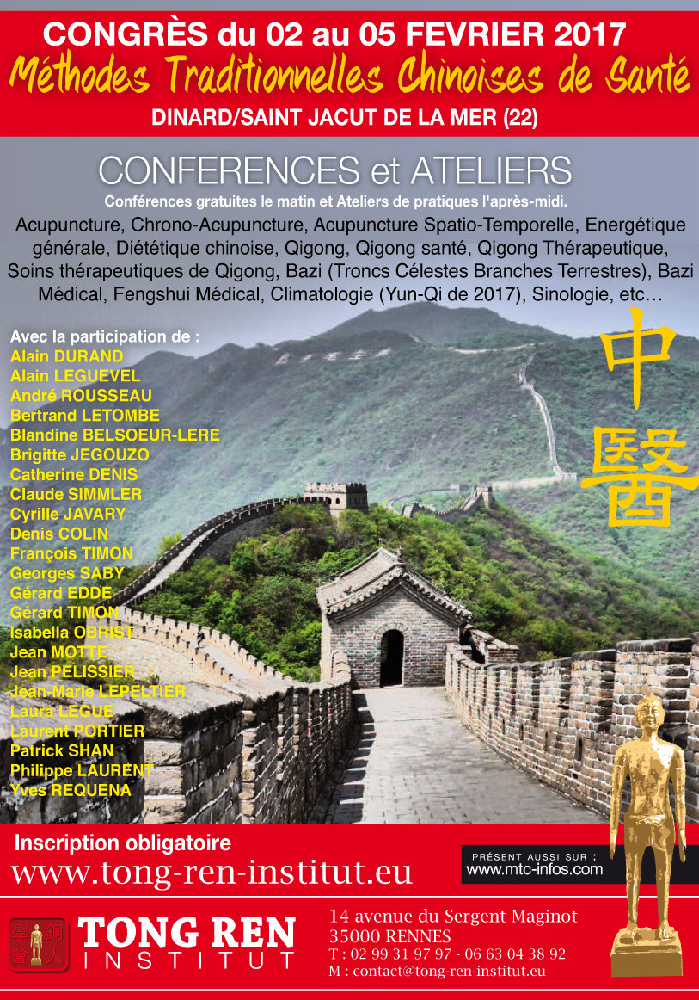 CONGRÈS du 02 au 05 FEVRIER 2017
Méthodes Traditionnelles Chinoises de Santé
DINARD/SAINT JACUT DE LA MER (22)
CONFERENCES et ATELIERS
Conférences gratuites le matin et Ateliers de pratiques l'après-midi.
Acupuncture, Chrono-Acupuncture, Acupuncture Spatio-Temporelle, Energétique
générale, Diététique chinoise, Qigong, Qigong santé, Qigong Thérapeutique,
Soins thérapeutiques de Qigong, Bazi (Troncs Célestes Branches Terrestres), Bazi
Médical, Fengshui Médical, Climatologie (Yun-Qi de 2017), Sinologie, etc…
中
醫
Avec la participation de :
Alain DURAND
Alain LEGUEVEL
André ROUSSEAU
Bertrand LETOMBE
Blandine BELSOEUR-LERE
Brigitte JEGOUZO
Catherine DENIS
Claude SIMMLER
Cyrille JAVARY
Denis COLIN
François TIMON
Georges SABY
Gérard EDDE
Gérard TIMON
Isabella OBRIST
Jean MOTTE
Jean PELISSIER
Jean-Marie LEPELTIER
Laura LEGUE
Laurent PORTIER
Patrick SHAN
Philippe LAURENT
Yves REQUENA
Inscription obligatoire
www.tong-ren-institut.eu
PRÉSENT AUSSI SUR :
www.mtc-infos.com
學 銅
會 人
TONG REN
INSTITUT
14 avenue du Sergent Maginot
35000 RENNES
T : 02 99 31 97 97 - 06 63 04 38 92
M : contact@tong-ren-institut.eu